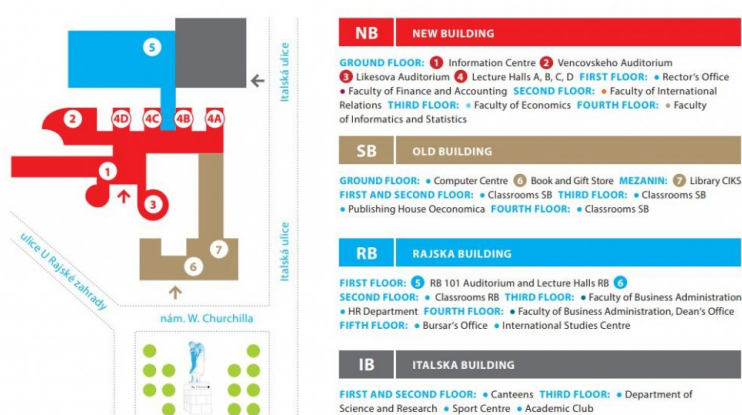 5
Italská ulice
2
4D
4C
4B
4A
1
3
7
6
Italská ulice
ulice U Rajské zahrady
nám. W. Churchilla
NB NEW BUILDING
GROUND FLOOR: 1 Information Centre 2 Vencovskeho Auditorium
3 Likesova Auditorium 4 Lecture Halls A, B, C, D FIRST FLOOR: • Rector's Office
• Faculty of Finance and Accounting SECOND FLOOR: • Faculty of International
Relations THIRD FLOOR: • Faculty of Economics FOURTH FLOOR: • Faculty
of Informatics and Statistics
SB OLD BUILDING
GROUND FLOOR: • Computer Centre 6 Book and Gift Store MEZANIN: 7 Library CIKS
FIRST AND SECOND FLOOR: • Classrooms SB THIRD FLOOR: • Classrooms SB
• Publishing House Oeconomica FOURTH FLOOR: • Classrooms SB
RB RAJSKA BUILDING
FIRST FLOOR: 5 RB 101 Auditorium and Lecture Halls RB 6
SECOND FLOOR: • Classrooms RB THIRD FLOOR: • Faculty of Business Administration
• HR Department FOURTH FLOOR: • Faculty of Business Administration, Dean's Office
FIFTH FLOOR: • Bursar's Office • International Studies Centre
IB ITALSKA BUILDING
FIRST AND SECOND FLOOR: • Canteens THIRD FLOOR: • Department of
Science and Research • Sport Centre • Academic Club